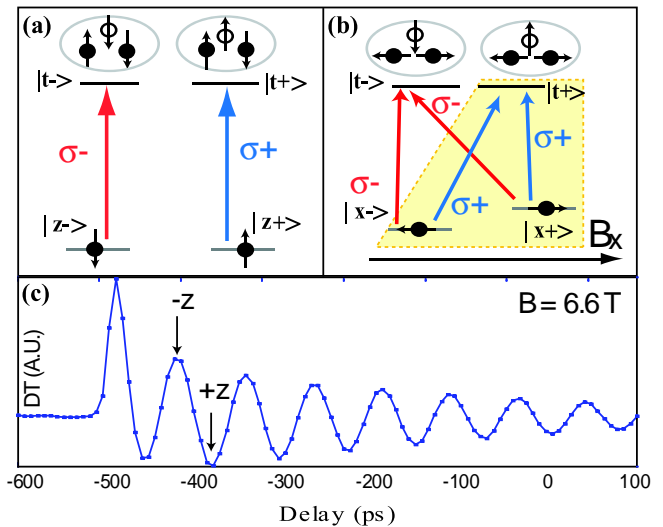 (a)
|t-> |t+>
σ- σ+
|z-> |z+>
(b)
|t-> |t+>
σ-
σ+
σ- σ+
|x-> |x+>
Bx
(c)
B = 6.6 T
-z
+z
DT (A.U.)
-600 -500 -400 -300 -200 -100 0 100
Delay (ps)